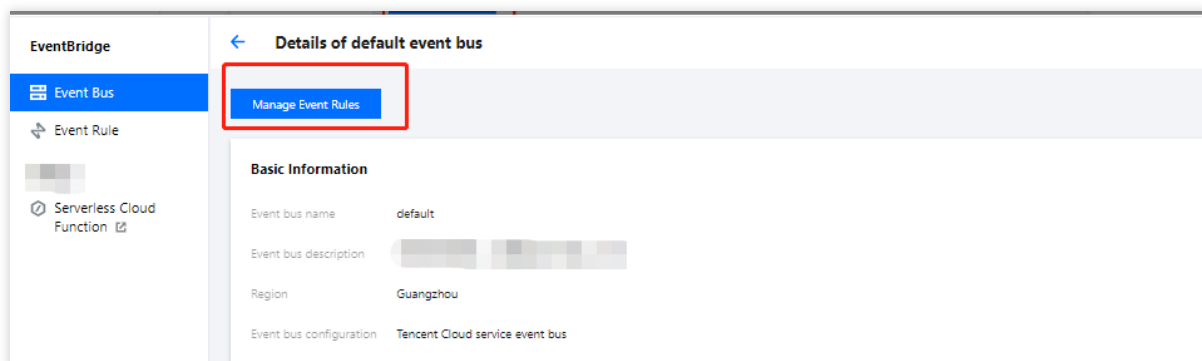 EventBridge
Details of default event bus
Event Bus
Manage Event Rules
Event Rule
Basic Information
Serverless Cloud
Function
Event bus name default
Event bus description
Region Guangzhou
Event bus configuration Tencent Cloud service event bus